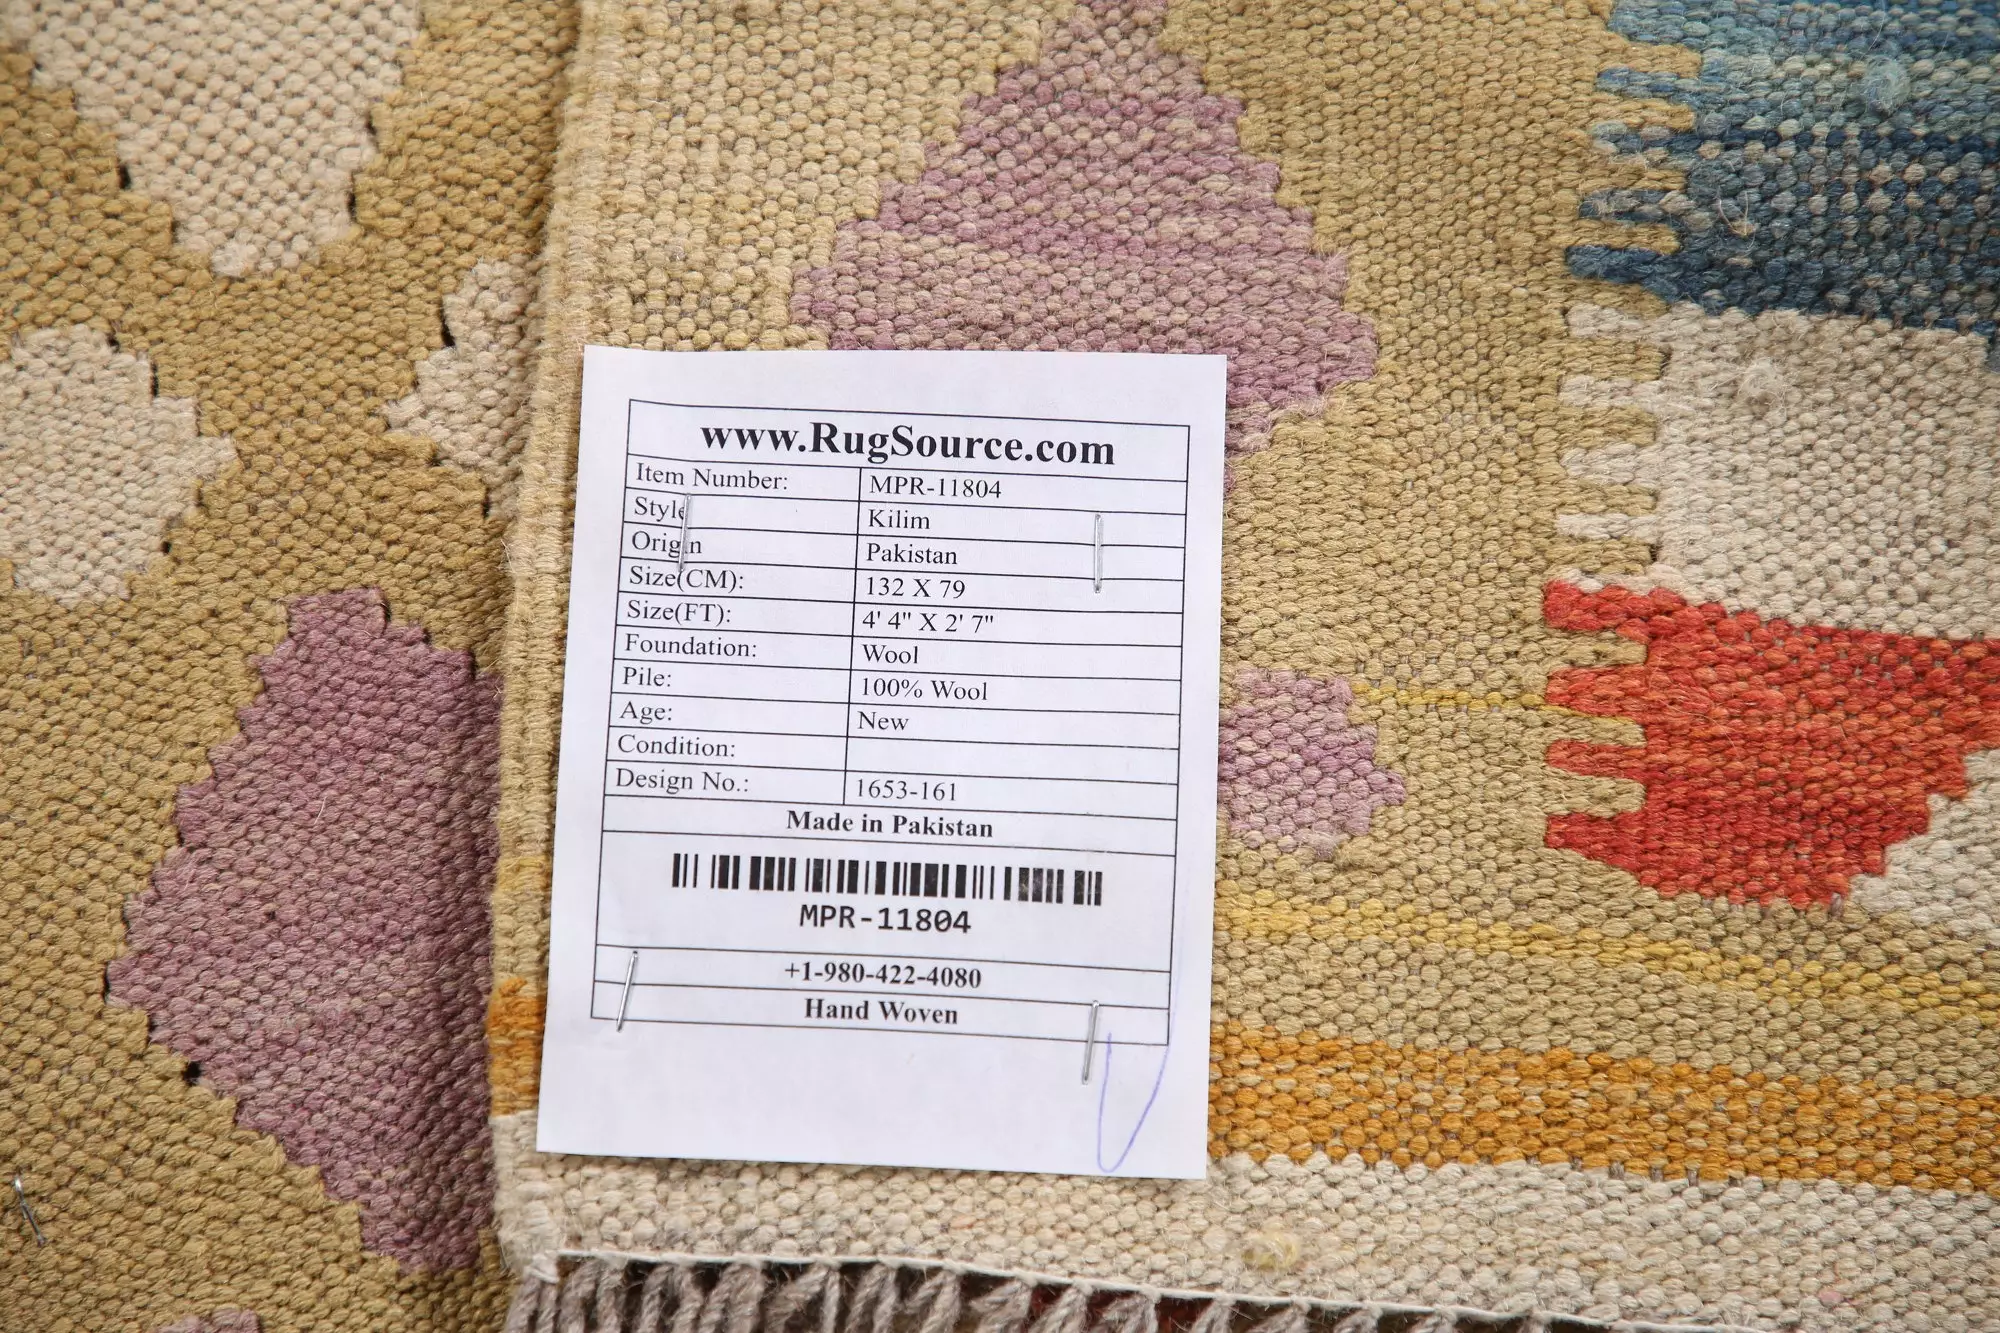 www.RugSource.com
Item Number: MPR-11804
Style Kilim
Origin Pakistan
Size(CM): 132 X 79
Size(FT): 4' 4" X 2' 7"
Foundation: Wool
Pile: 100% Wool
Age: New
Condition:
Design No.: 1653-161
Made in Pakistan
MPR-11804
+1-980-422-4080
Hand Woven